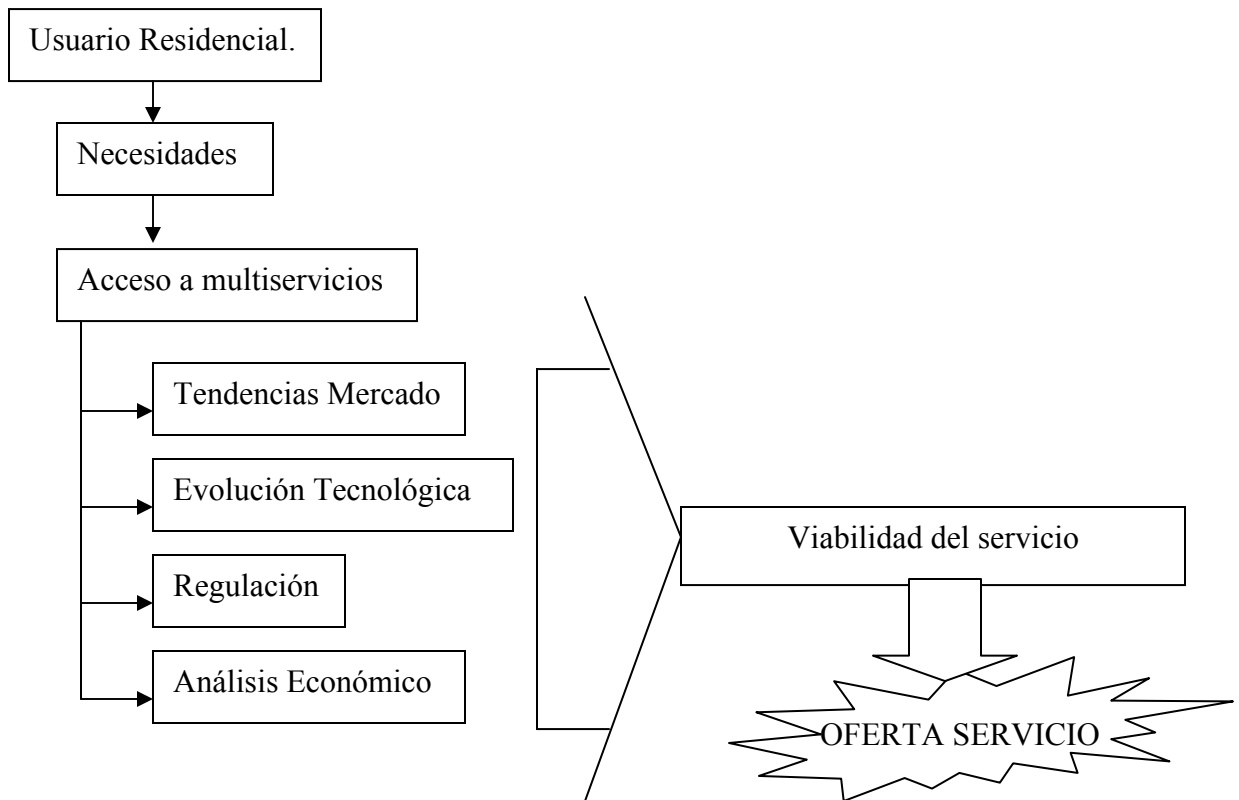 Usuario Residencial.
Necesidades
Acceso a multiservicios
Tendencias Mercado
Evolución Tecnológica
Regulación
Análisis Económico
Viabilidad del servicio
OFERTA SERVICIO